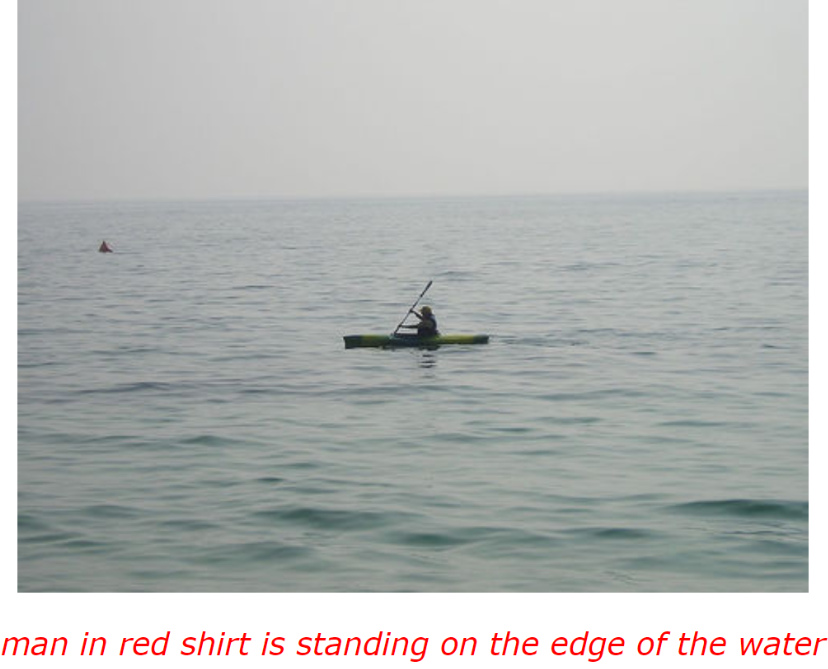 man in red shirt is standing on the edge of the water